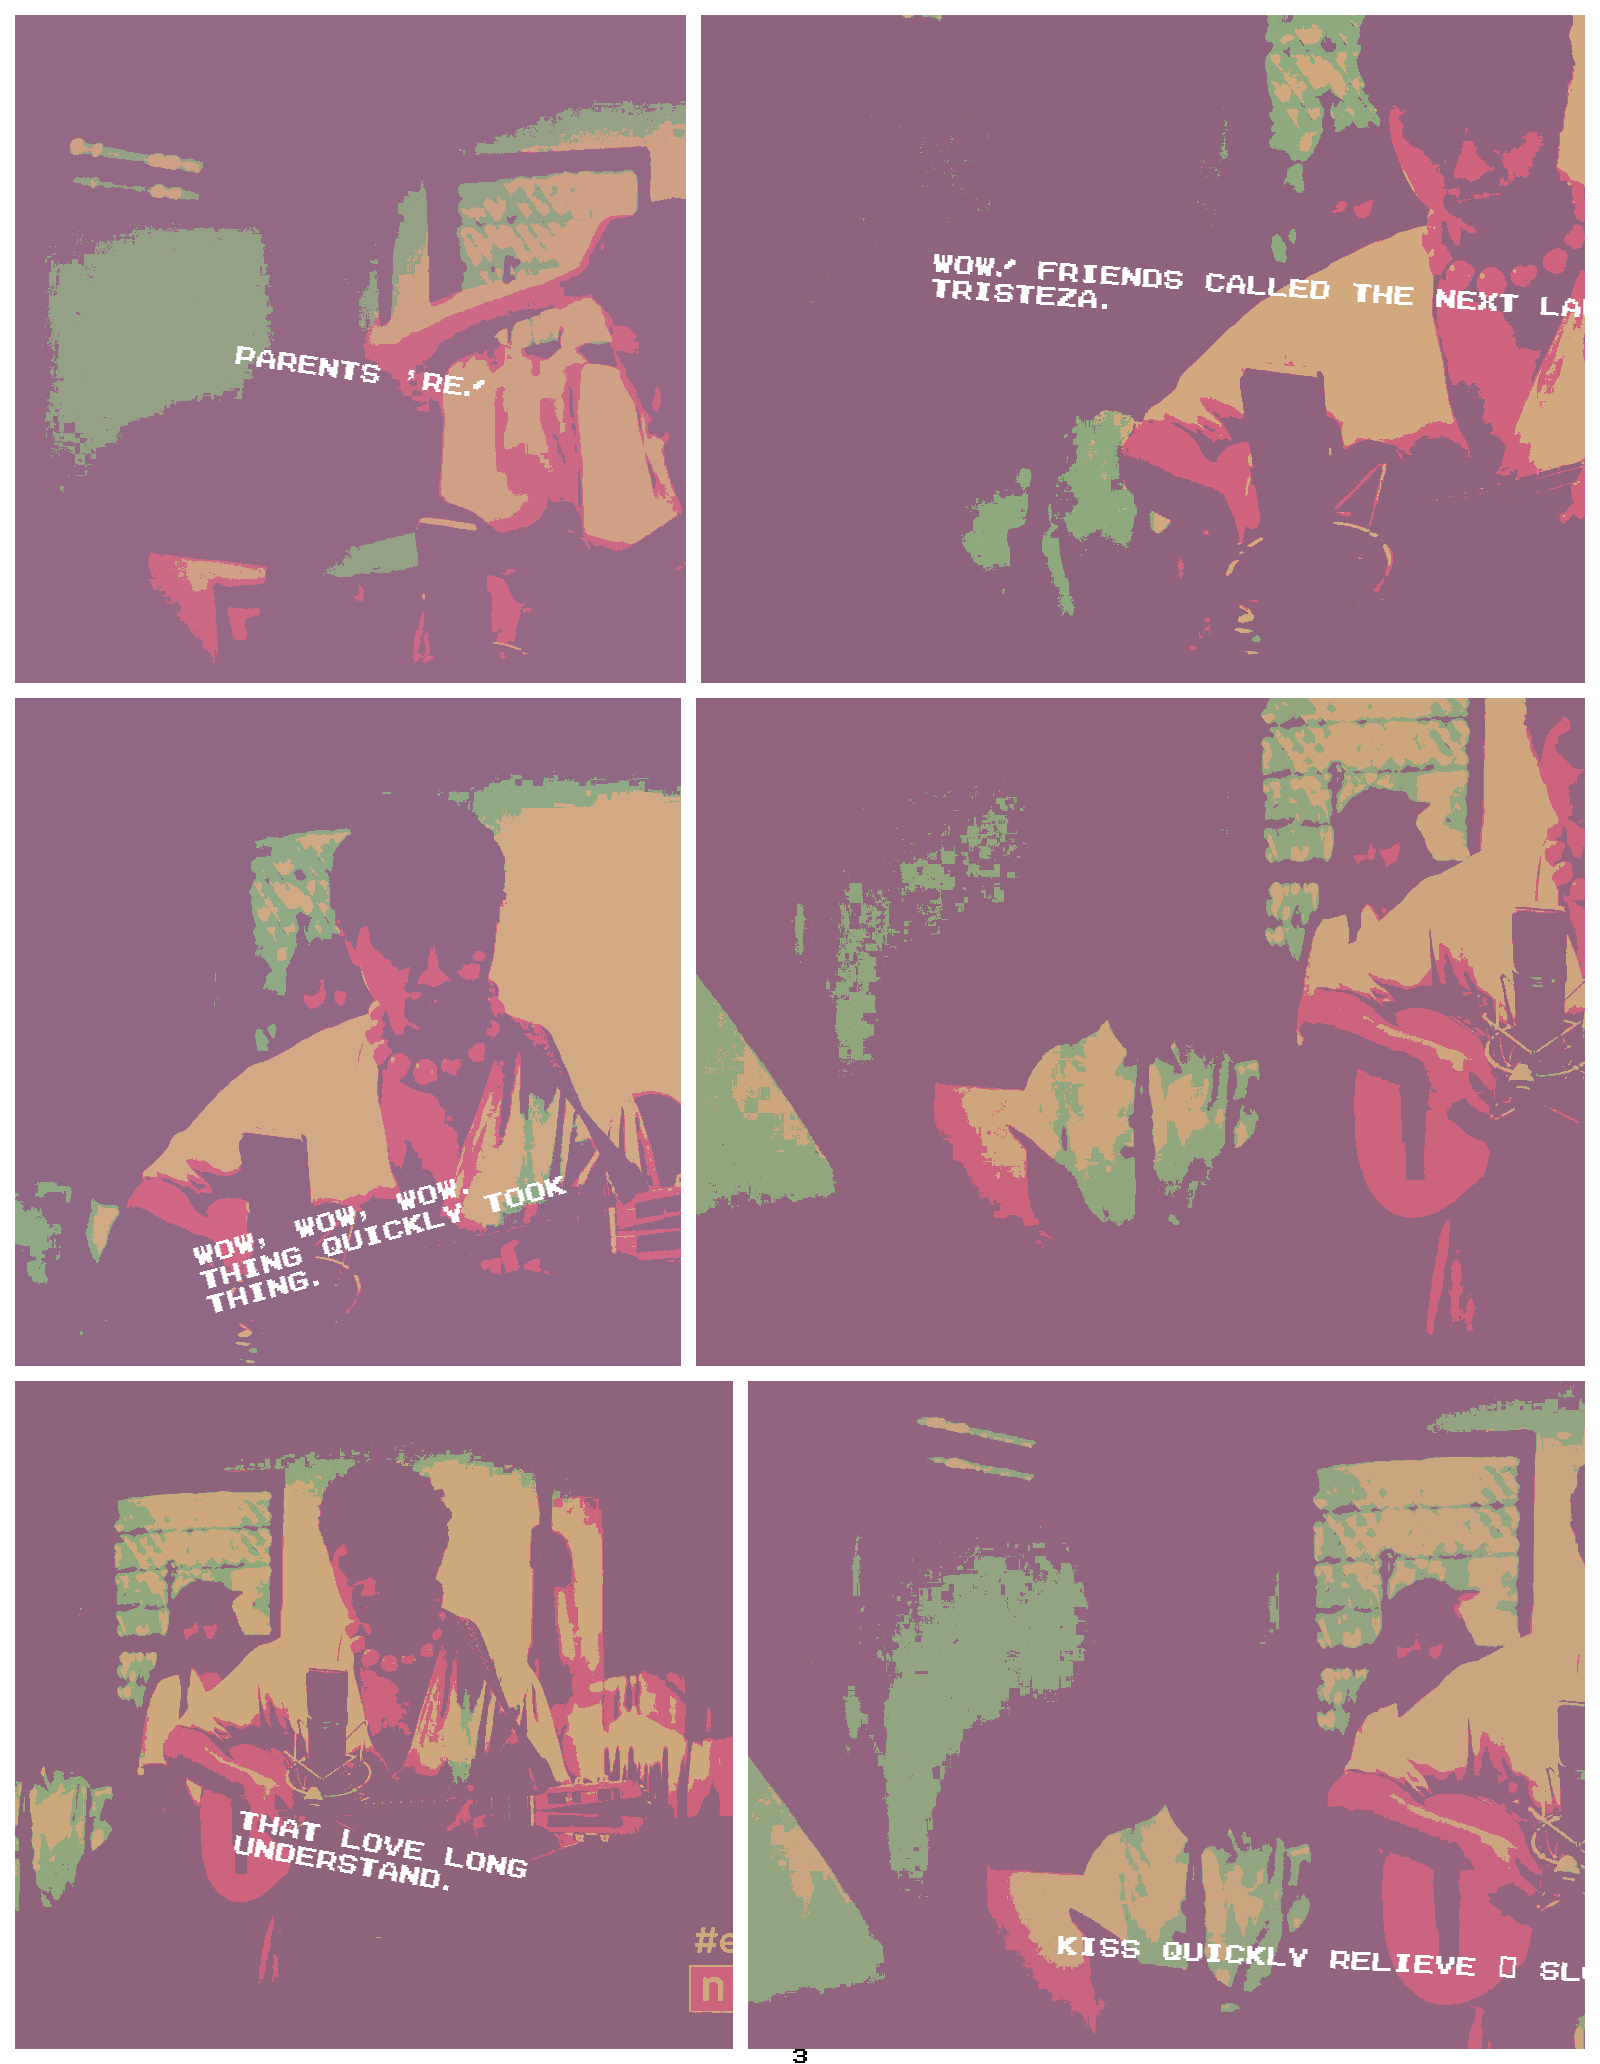 PARENTS 'RE.'
WOW.' FRIENDS CALLED THE NEXT
TRISTEZA.
WOW, WOW, WOW. TOOK
THING QUICKLY
THING.
THAT LOVE LONG
UNDERSTAND.
#e
n
KISS QUICKLY RELIEVE
3